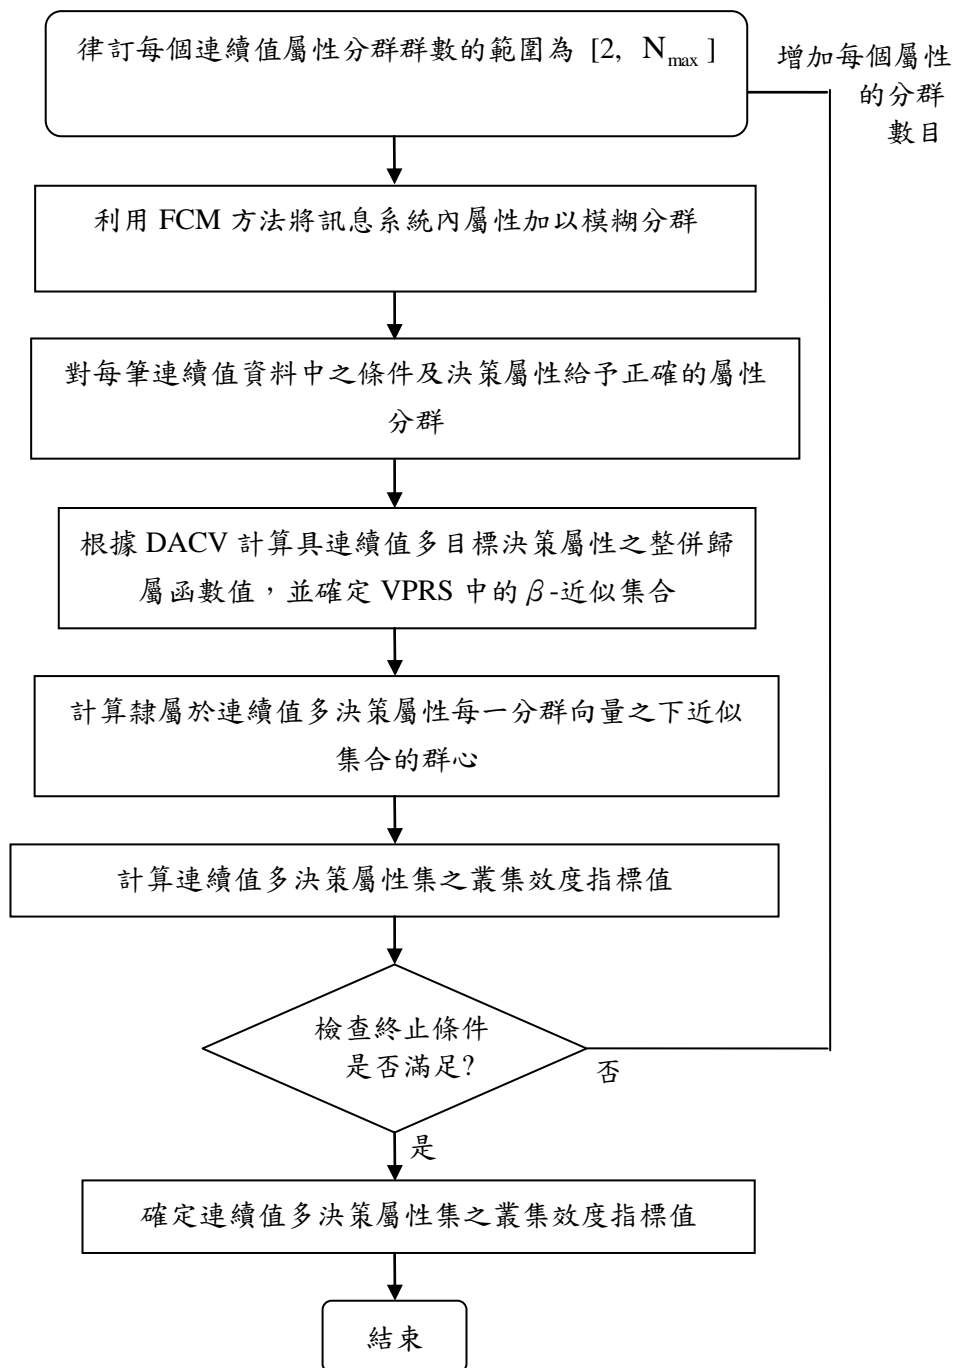 律訂每個連續值屬性分群群數的範圍為 [2, N_max ]
增加每個屬性
的分群
數目
利用 FCM 方法將訊息系統內屬性加以模糊分群
對每筆連續值資料中之條件及決策屬性給予正確的屬性
分群
根據 DACV 計算具連續值多目標決策屬性之整併歸
屬函數值，並確定 VPRS 中的β-近似集合
計算隸屬於連續值多決策屬性每一分群向量之下近似
集合的群心
計算連續值多決策屬性集之叢集效度指標值
檢查終止條件
是否滿足?
否
是
確定連續值多決策屬性集之叢集效度指標值
結束